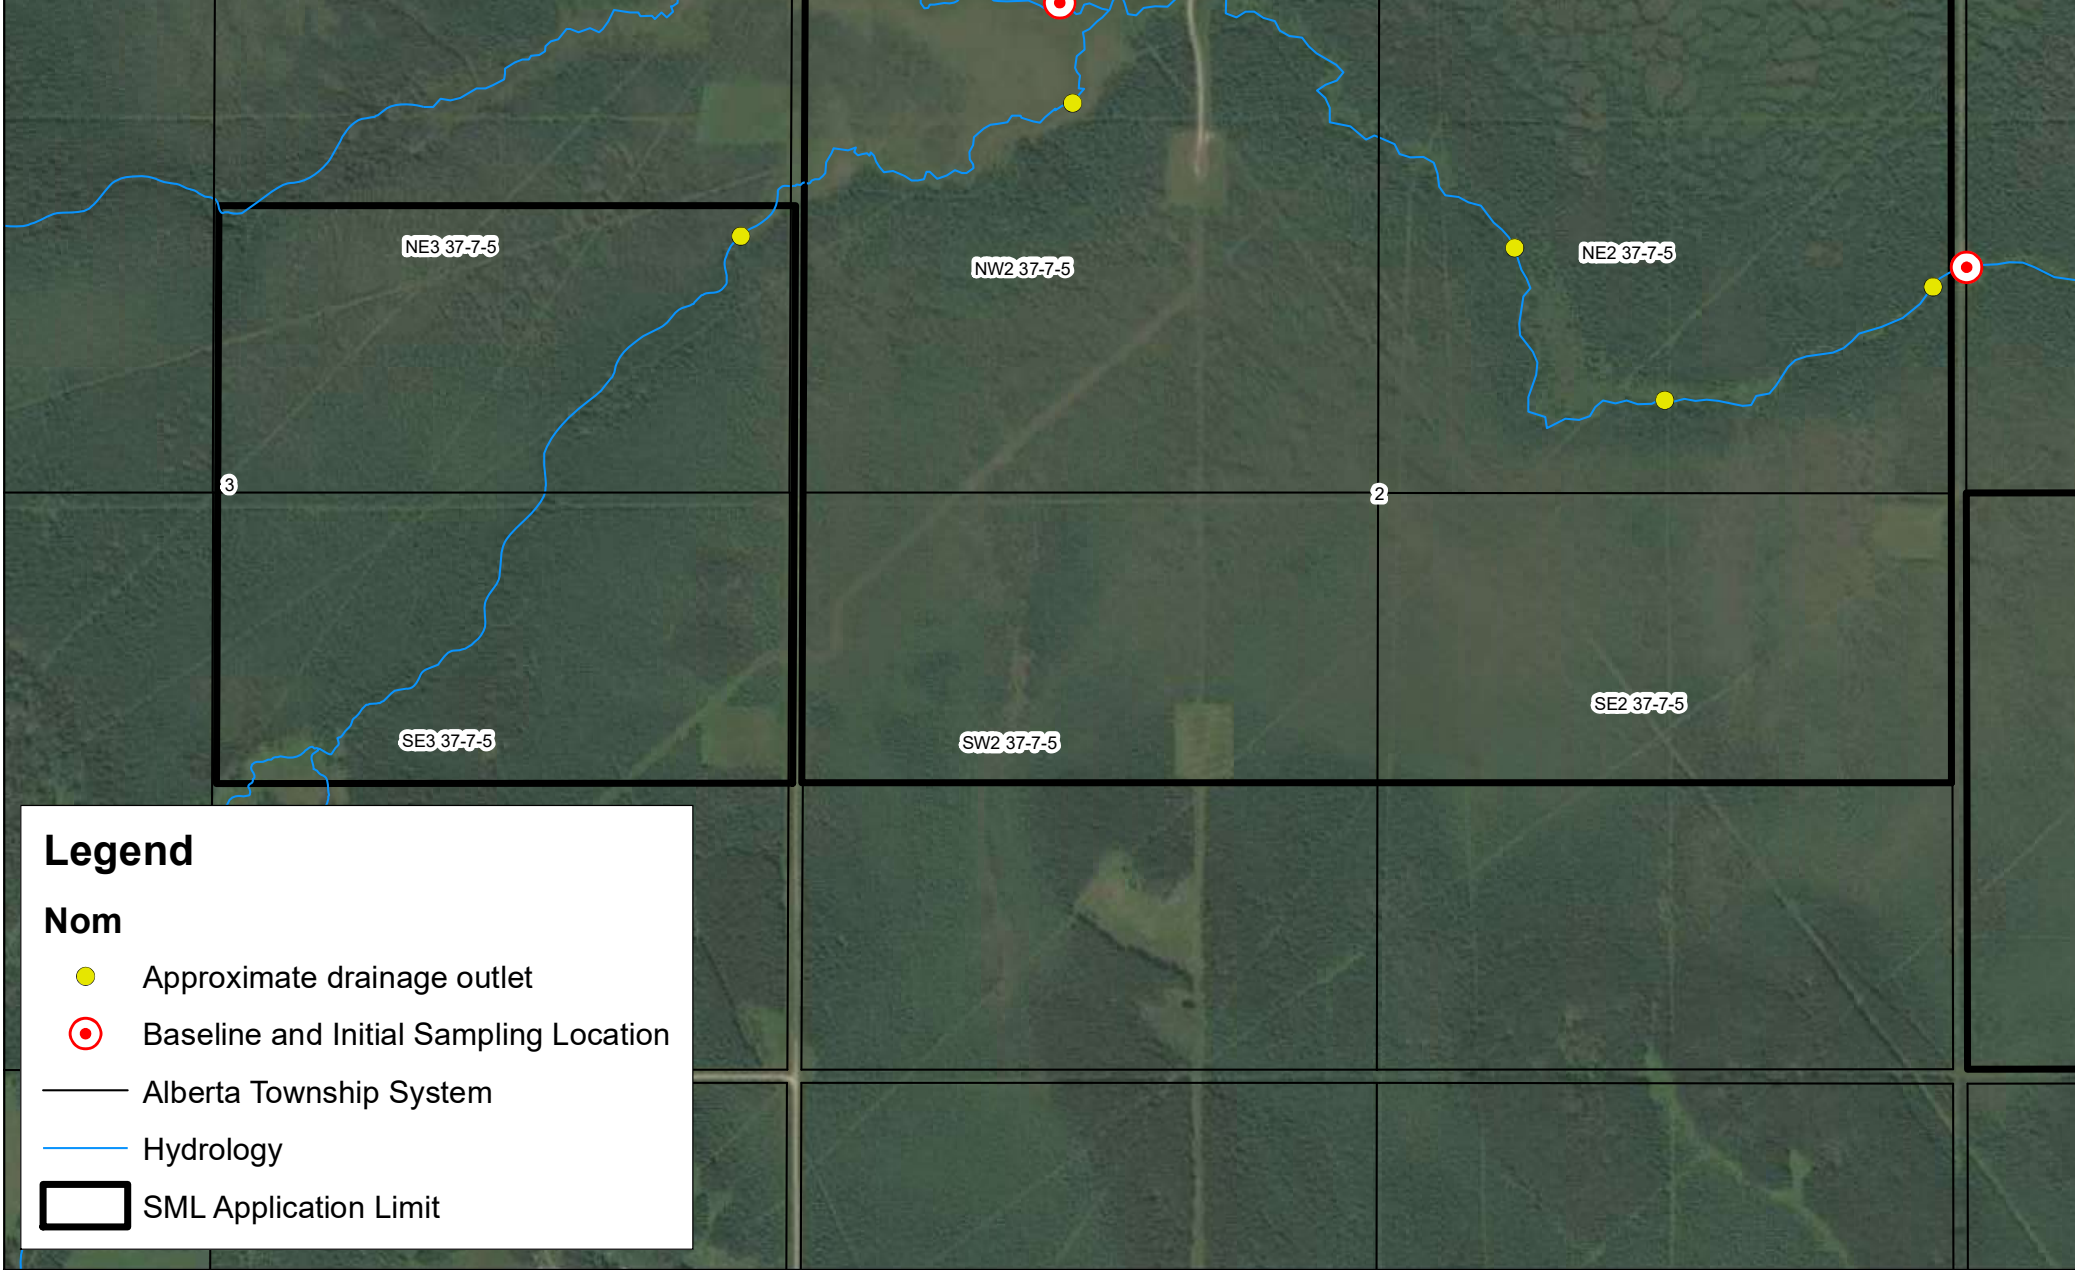 NE3 37-7-5
NW2 37-7-5
NE2 37-7-5
3
2
SE3 37-7-5
SW2 37-7-5
SE2 37-7-5
Legend
Nom
Approximate drainage outlet
Baseline and Initial Sampling Location
Alberta Township System
Hydrology
SML Application Limit